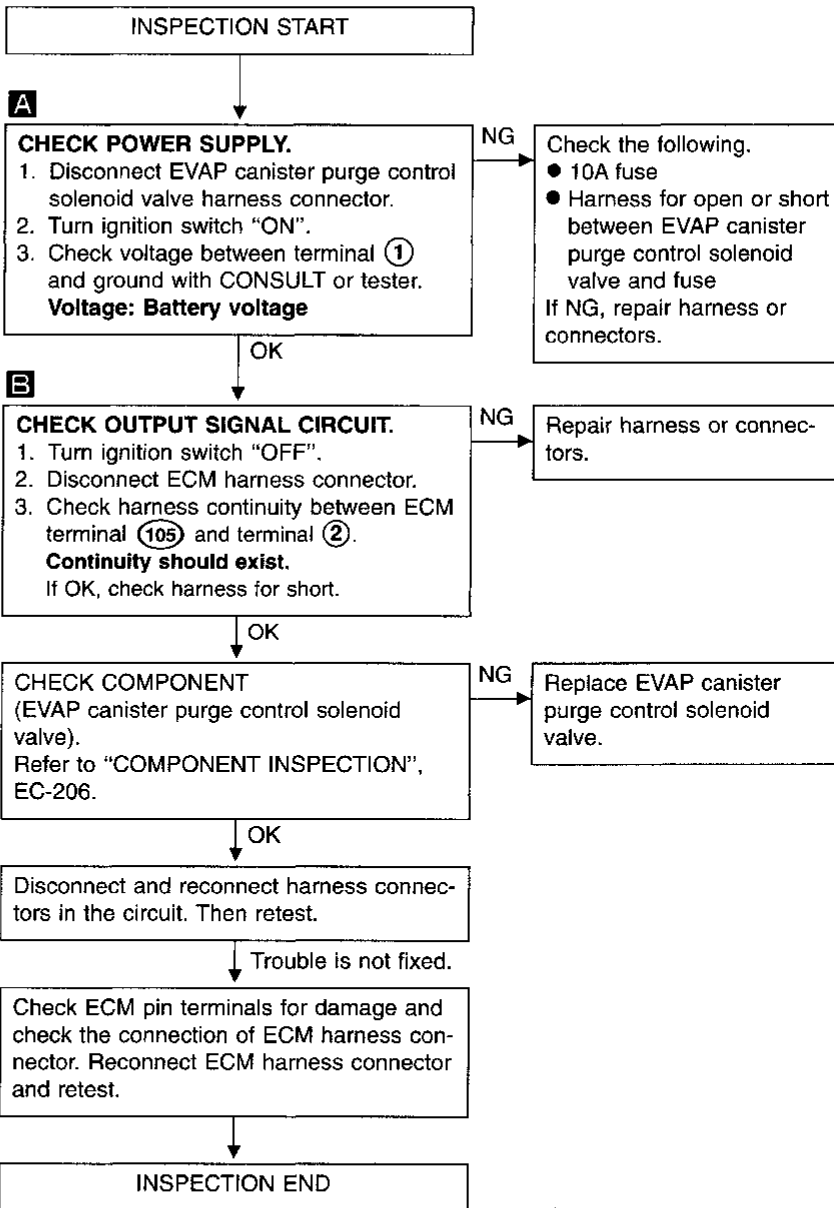 INSPECTION START
A
CHECK POWER SUPPLY.
1. Disconnect EVAP canister purge control
solenoid valve harness connector.
2. Turn ignition switch “ON”.
3. Check voltage between terminal ①
and ground with CONSULT or tester.
Voltage: Battery voltage
NG
Check the following.
● 10A fuse
● Harness for open or short
between EVAP canister
purge control solenoid
valve and fuse
If NG, repair harness or
connectors.
OK
B
CHECK OUTPUT SIGNAL CIRCUIT.
1. Turn ignition switch “OFF”.
2. Disconnect ECM harness connector.
3. Check harness continuity between ECM
terminal (105) and terminal ②.
Continuity should exist.
If OK, check harness for short.
NG
Repair harness or connec-
tors.
OK
CHECK COMPONENT
(EVAP canister purge control solenoid
valve).
Refer to “COMPONENT INSPECTION”,
EC-206.
NG
Replace EVAP canister
purge control solenoid
valve.
OK
Disconnect and reconnect harness connec-
tors in the circuit. Then retest.
Trouble is not fixed.
Check ECM pin terminals for damage and
check the connection of ECM harness con-
nector. Reconnect ECM harness connector
and retest.
INSPECTION END